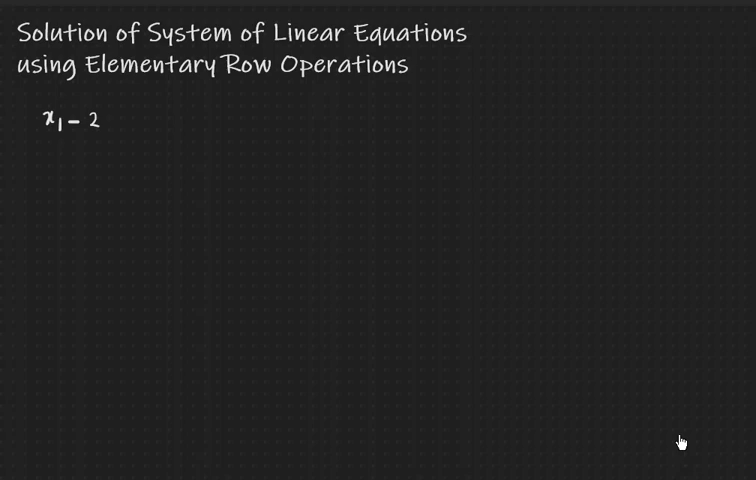 Solution of System of Linear Equations
using Elementary Row Operations
x₁ - 2